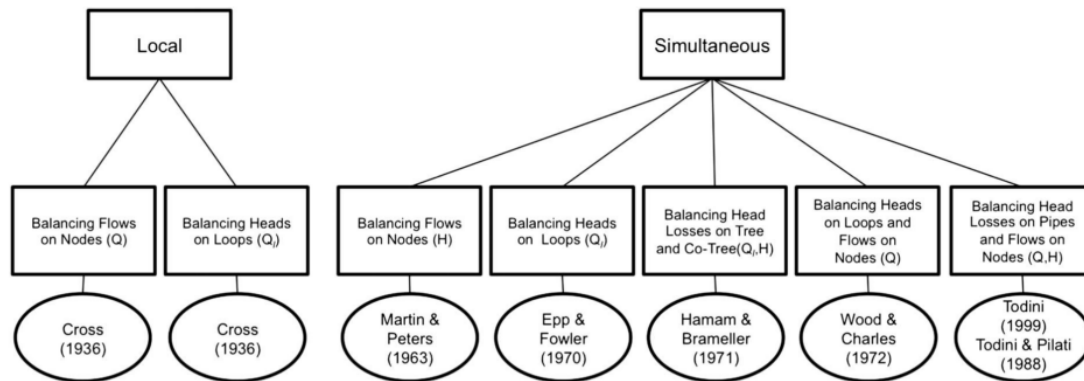 Local
Simultaneous
Balancing Flows
on Nodes (Q)
Balancing Heads
on Loops (Qₗ)
Balancing Flows
on Nodes (H)
Balancing Heads
on Loops (Qₗ)
Balancing Head
Losses on Tree
and Co-Tree(Qₗ,H)
Balancing Heads
on Loops and
Flows on
Nodes (Q)
Balancing Head
Losses on Pipes
and Flows on
Nodes (Q,H)
Cross
(1936)
Cross
(1936)
Martin &
Peters
(1963)
Epp &
Fowler
(1970)
Hamam &
Brameller
(1971)
Wood &
Charles
(1972)
Todini
(1999)
Todini & Pilati
(1988)